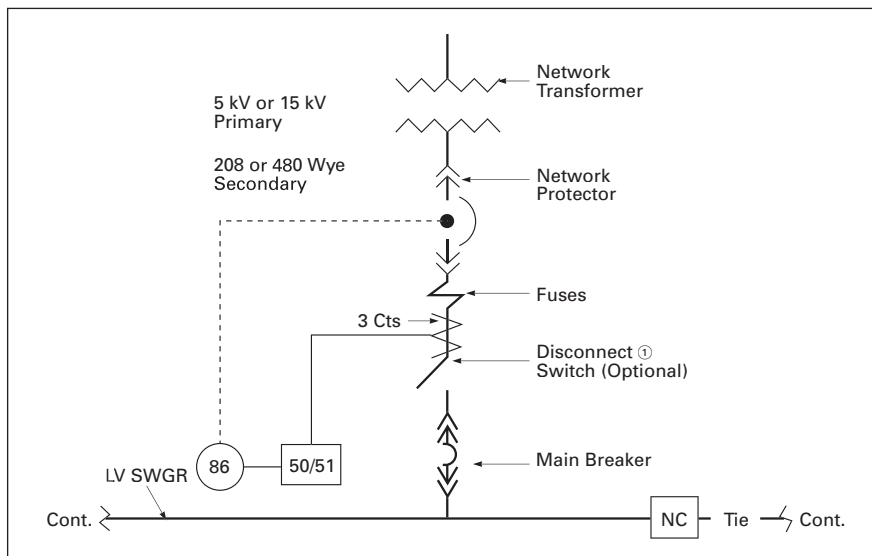 Network
Transformer
5 kV or 15 kV
Primary
208 or 480 Wye
Secondary
Network
Protector
Fuses
3 Cts
Disconnect ①
Switch (Optional)
86
50/51
Main Breaker
LV SWGR
Cont.
NC
Tie
Cont.